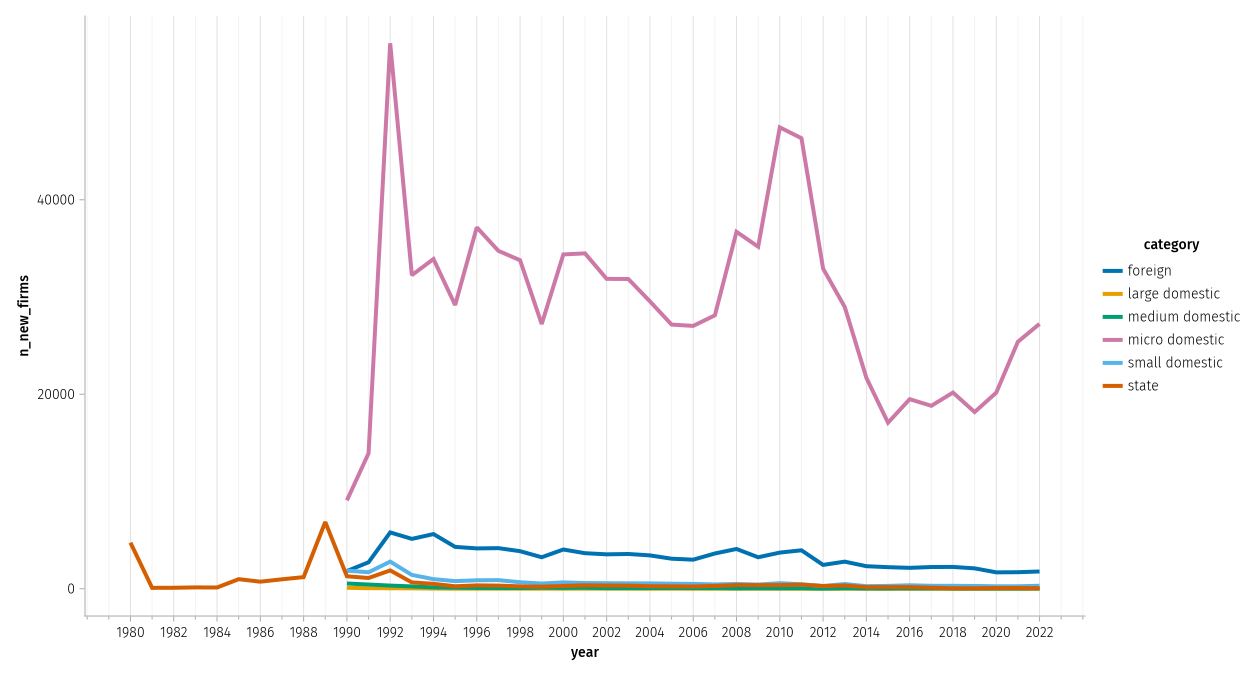 n_new_firms
40000
20000
0
1980 1982 1984 1986 1988 1990 1992 1994 1996 1998 2000 2002 2004 2006 2008 2010 2012 2014 2016 2018 2020 2022
year
category
foreign
large domestic
medium domestic
micro domestic
small domestic
state